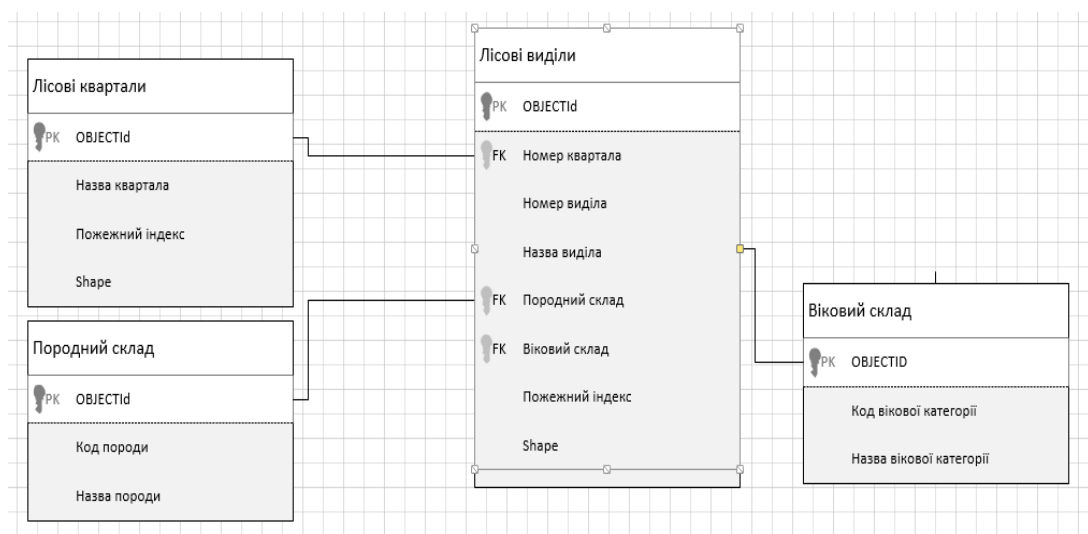 Лісові квартали
PK OBJECTId
Назва квартала
Пожежний індекс
Shape
Породний склад
PK OBJECTId
Код породи
Назва породи
Лісові виділи
PK OBJECTId
FK Номер квартала
Номер виділа
Назва виділа
FK Породний склад
FK Віковий склад
Пожежний індекс
Shape
Віковий склад
PK OBJECTID
Код вікової категорії
Назва вікової категорії